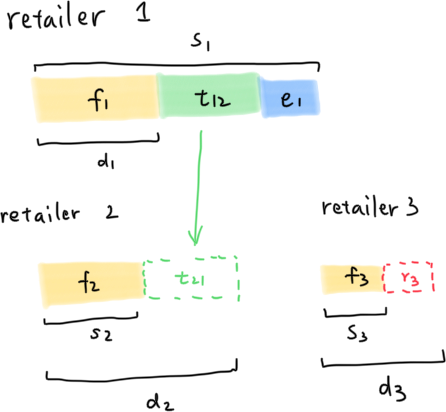 retailer 1
s1
f1 t12 e1
d1
retailer 2
f2 t21
s2
d2
retailer 3
f3 r3
s3
d3